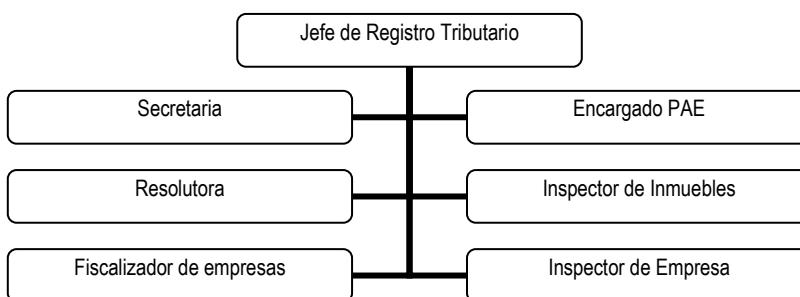 Jefe de Registro Tributario
Secretaria
Encargado PAE
Resolutora
Inspector de Inmuebles
Fiscalizador de empresas
Inspector de Empresa